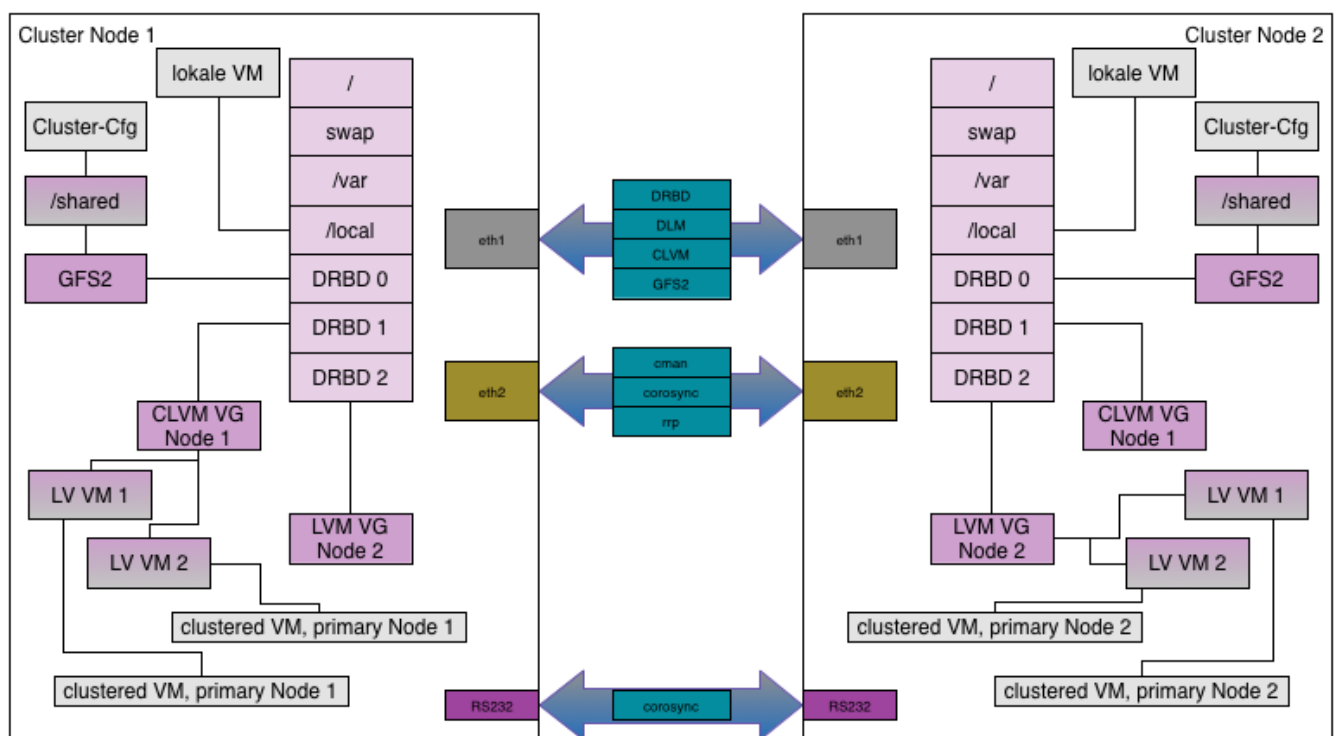 Cluster Node 1
lokale VM
Cluster-Cfg
/shared
GFS2
/
swap
/var
/local
DRBD 0
DRBD 1
DRBD 2
CLVM VG
Node 1
LV VM 1
LV VM 2
LVM VG
Node 2
clustered VM, primary Node 1
clustered VM, primary Node 1
eth1
eth2
RS232
DRBD
DLM
CLVM
GFS2
cman
corosync
rrp
corosync
eth1
eth2
RS232
Cluster Node 2
/
swap
/var
/local
DRBD 0
DRBD 1
DRBD 2
lokale VM
Cluster-Cfg
/shared
GFS2
CLVM VG
Node 1
LVM VG
Node 2
LV VM 1
LV VM 2
clustered VM, primary Node 2
clustered VM, primary Node 2